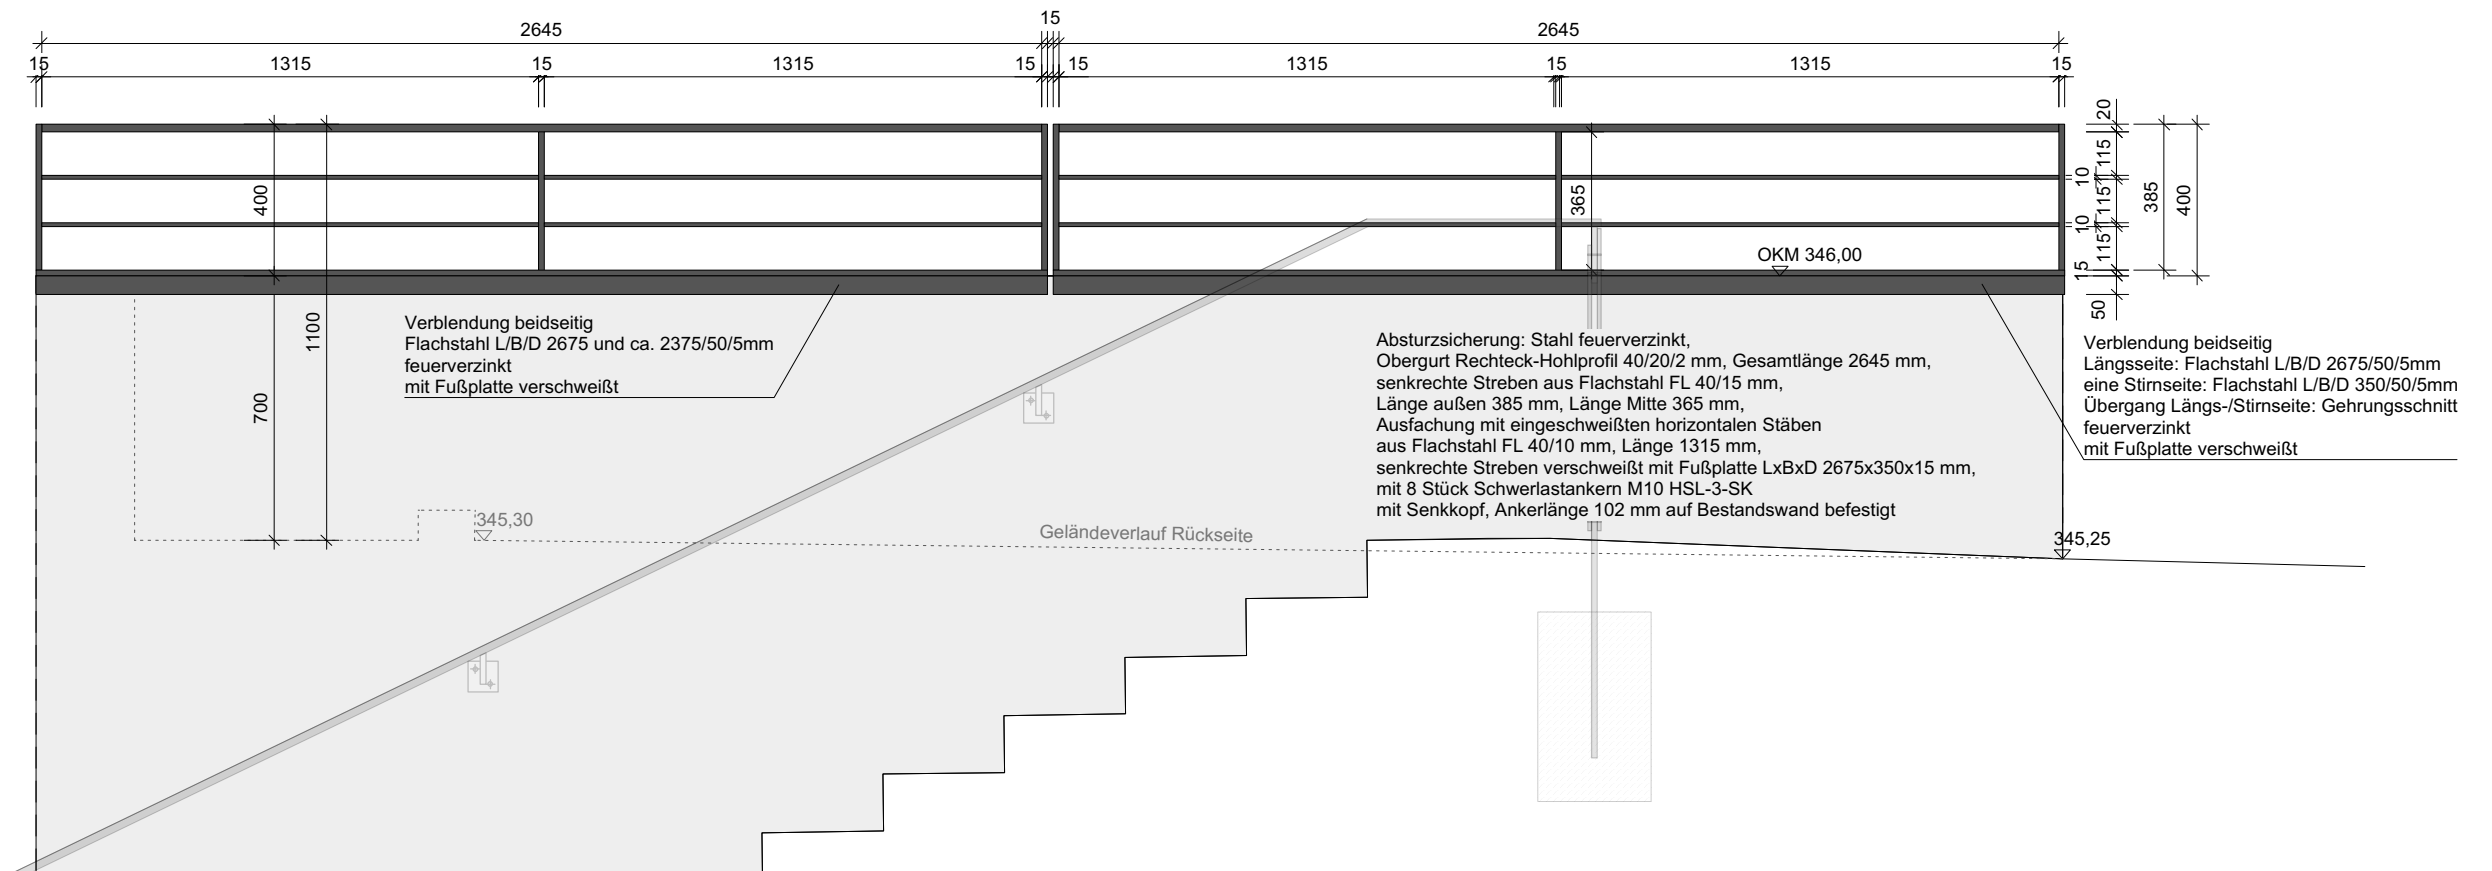 15
2645
2645
15
1315
15
1315
15
15
1315
15
1315
15
20
115
10
115
10
115
15
50
385
400
400
1100
700
365
OKM 346,00
Verblendung beidseitig
Flachstahl L/B/D 2675 und ca. 2375/50/5mm
feuerverzinkt
mit Fußplatte verschweißt
Absturzsicherung: Stahl feuerverzinkt,
Obergurt Rechteck-Hohlprofil 40/20/2 mm, Gesamtlänge 2645 mm,
senkrechte Streben aus Flachstahl FL 40/15 mm,
Länge außen 385 mm, Länge Mitte 365 mm,
Ausfachung mit eingeschweißten horizontalen Stäben
aus Flachstahl FL 40/10 mm, Länge 1315 mm,
senkrechte Streben verschweißt mit Fußplatte LxBxD 2675x350x15 mm,
mit 8 Stück Schwerlastankern M10 HSL-3-SK
mit Senkkopf, Ankerlänge 102 mm auf Bestandswand befestigt
Verblendung beidseitig
Längsseite: Flachstahl L/B/D 2675/50/5mm
eine Stirnseite: Flachstahl L/B/D 350/50/5mm
Übergang Längs-/Stirnseite: Gehrungsschnitt
feuerverzinkt
mit Fußplatte verschweißt
345,30
Geländeverlauf Rückseite
345,25